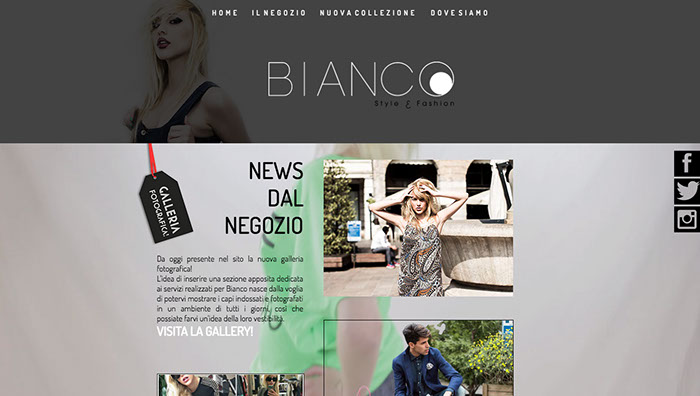 HOME IL NEGOZIO NUOVA COLLEZIONE DOVE SIAMO
BIANCO
Style & Fashion
GALLERIA
FOTOGRAFICA!
NEWS
DAL
NEGOZIO
Da oggi presente nel sito la nuova galleria
fotografica!
L'idea di inserire una sezione apposita dedicata
ai servizi realizzati per Bianco nasce dalla voglia
di potervi mostrare i capi indossati e fotografati
in un ambiente di tutti i giorni, così che
possiate farvi un'idea della loro vestibilità.
VISITA LA GALLERY!